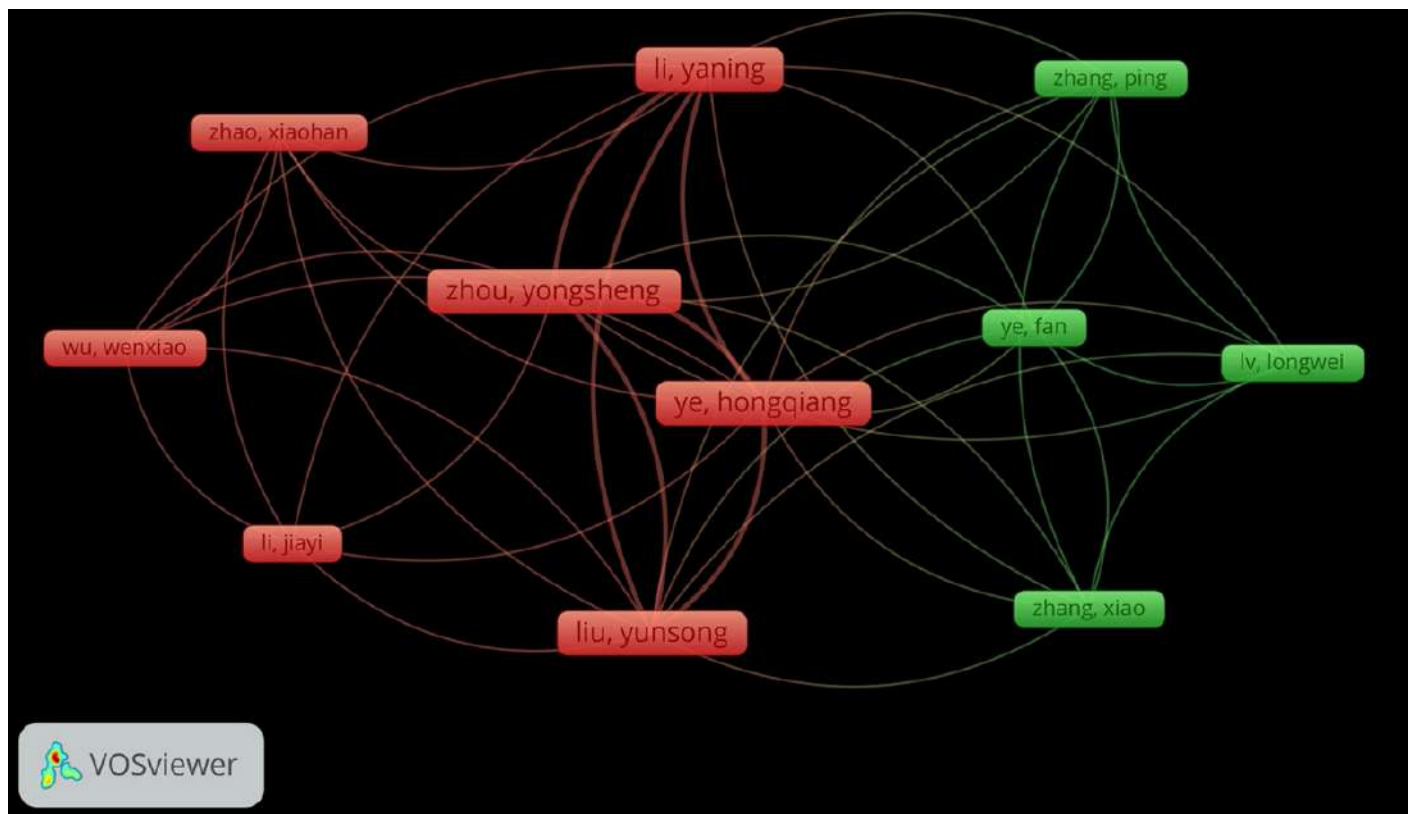 li, yaning
zhang, ping
zhao, xiaohan
zhou, yongsheng
ye, fan
wu, wenxiao
lv, longwei
ye, hongqiang
li, jiayi
zhang, xiao
liu, yunsong
VOSviewer